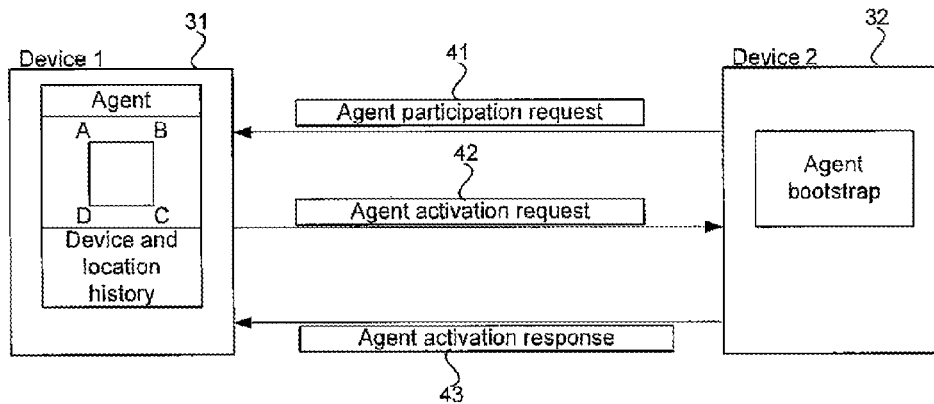 31
32
Device 1
Device 2
41
Agent
Agent participation request
A
B
Agent
bootstrap
42
D
C
Agent activation request
Device and
location
history
Agent activation response
43